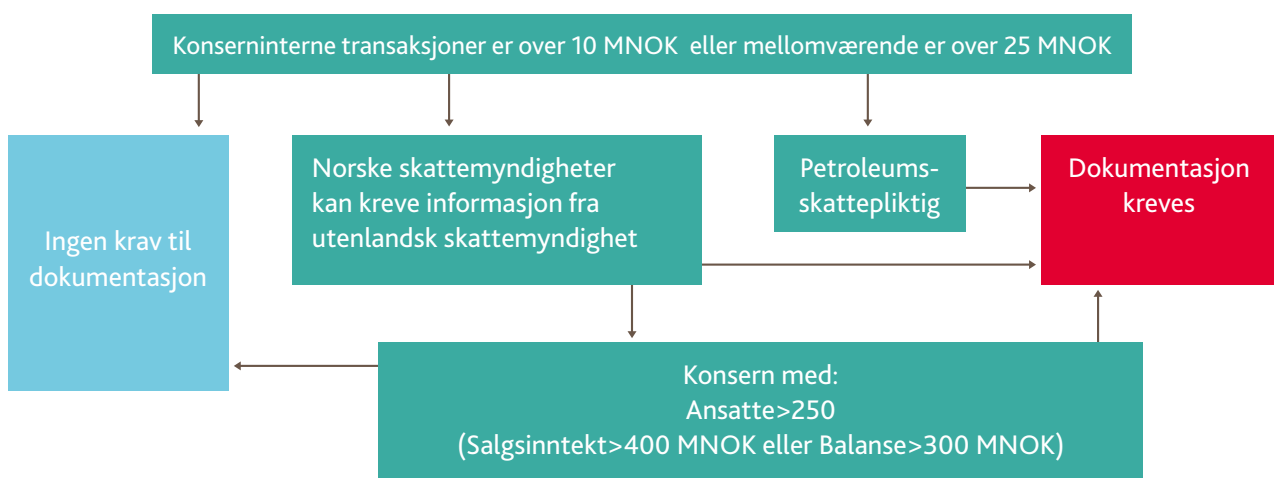 Konserninterne transaksjoner er over 10 MNOK eller mellomværende er over 25 MNOK
Ingen krav til
dokumentasjon
Norske skattemyndigheter
kan kreve informasjon fra
utenlandsk skattemyndighet
Petroleums-
skattepliktig
Dokumentasjon
kreves
Konsern med:
Ansatte>250
(Salgsinntekt>400 MNOK eller Balanse>300 MNOK)